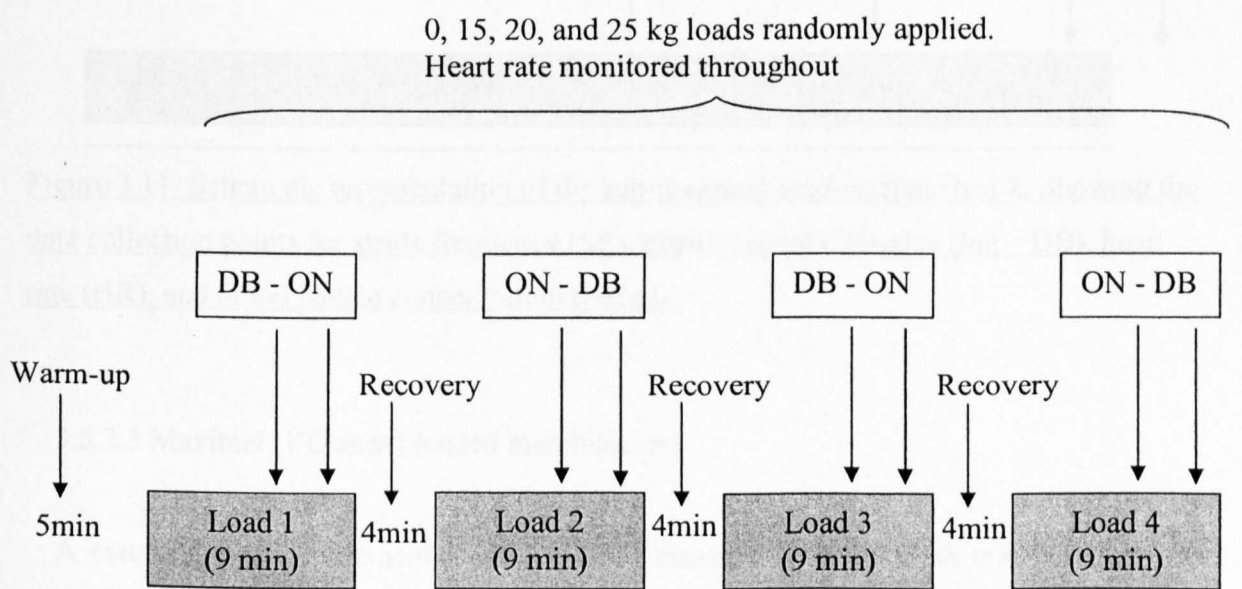 0, 15, 20, and 25 kg loads randomly applied.
Heart rate monitored throughout
DB - ON
ON - DB
DB - ON
ON - DB
Warm-up
Recovery
Recovery
Recovery
5min
Load 1
(9 min)
4min
Load 2
(9 min)
4min
Load 3
(9 min)
4min
Load 4
(9 min)